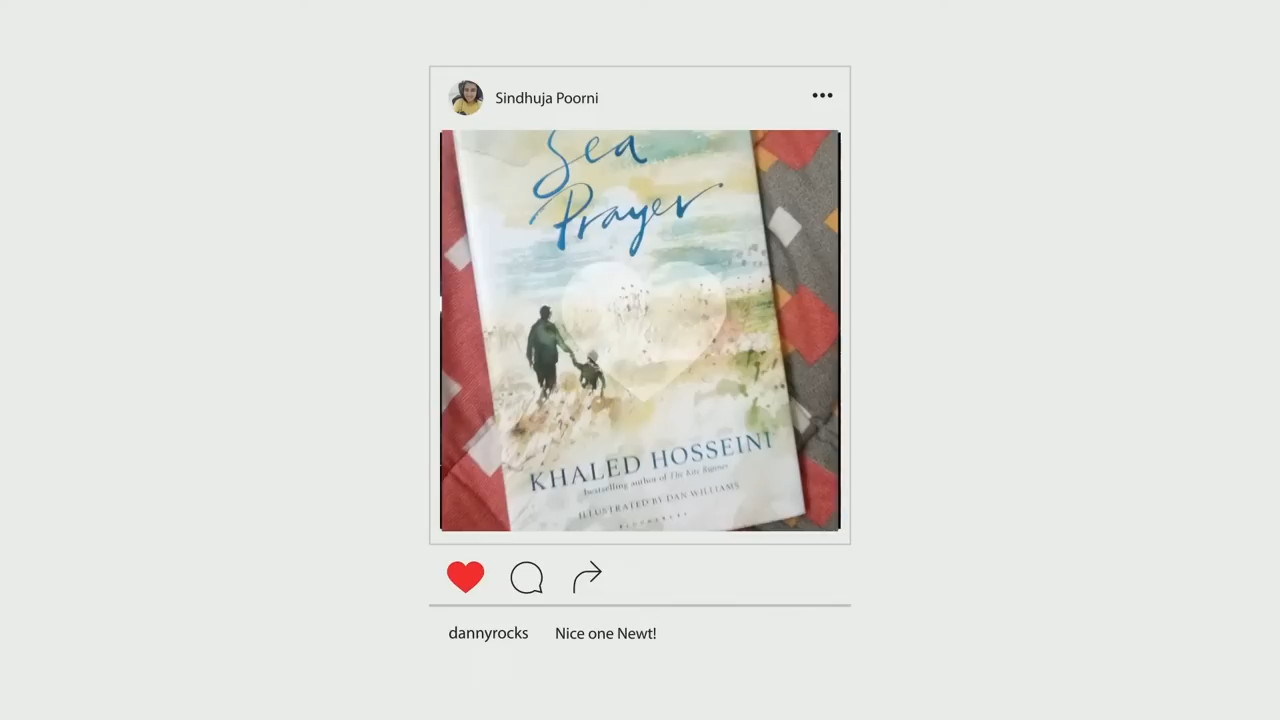 Sindhuja Poorni
Sea
Prayer
KHALED HOSSEINI
bestselling author of The Kite Runner
ILLUSTRATED BY DAN WILLIAMS
BLOOMSBURY
dannyrocks Nice one Newt!